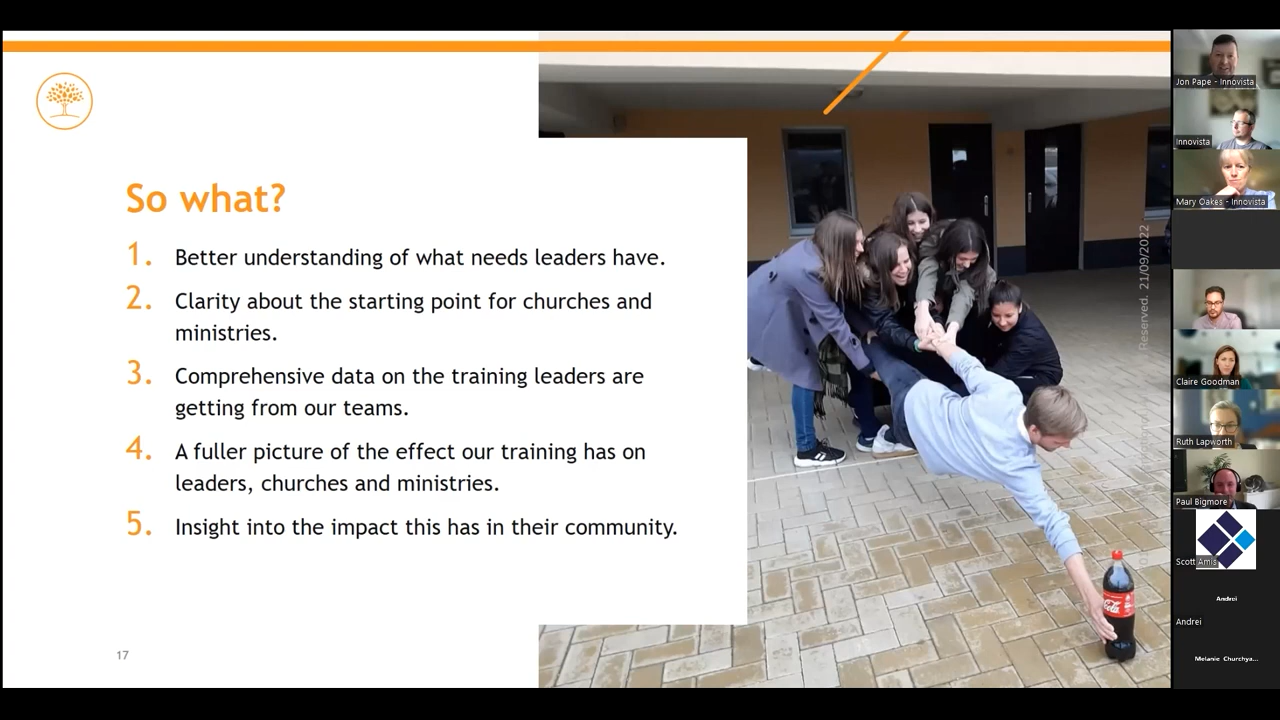 So what?
1. Better understanding of what needs leaders have.
2. Clarity about the starting point for churches and
ministries.
3. Comprehensive data on the training leaders are
getting from our teams.
4. A fuller picture of the effect our training has on
leaders, churches and ministries.
5. Insight into the impact this has in their community.
17
Reserved. 21/09/2022
Jon Pape - Innovista
Innovista
Mary Oakes - Innovista
Claire Goodman
Ruth Lapworth
Paul Bigmore
Scott Amis
Andrei
Andrei
Melanie Churchya...